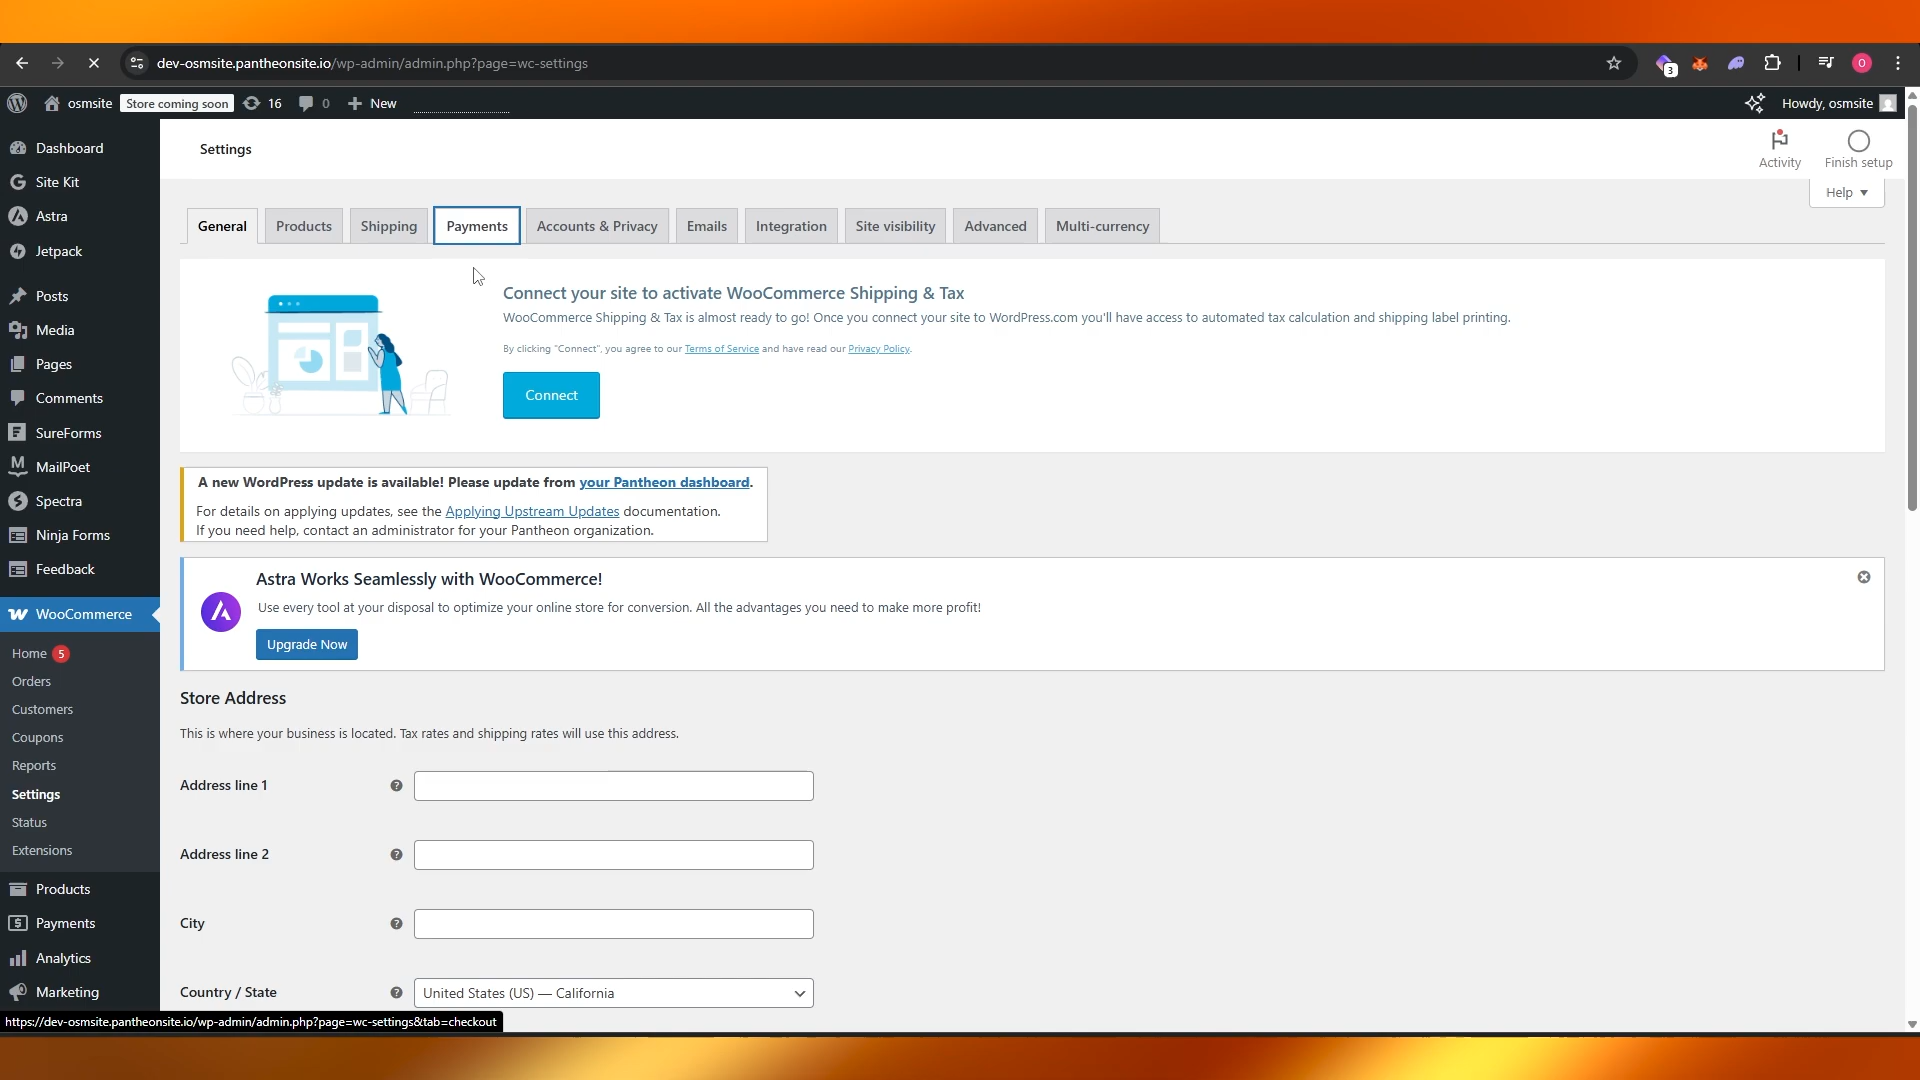 dev-osmsite.pantheonsite.io/wp-admin/admin.php?page=wc-settings
3
O
osmsite
Store coming soon
16
0
New
Howdy, osmsite
Dashboard
Site Kit
Astra
Jetpack
Posts
Media
Pages
Comments
SureForms
MailPoet
Spectra
Ninja Forms
Feedback
WooCommerce
Home 5
Orders
Customers
Coupons
Reports
Settings
Status
Extensions
Products
Payments
Analytics
Marketing
Settings
Activity
Finish setup
Help
General
Products
Shipping
Payments
Accounts & Privacy
Emails
Integration
Site visibility
Advanced
Multi-currency
Connect your site to activate WooCommerce Shipping & Tax
WooCommerce Shipping & Tax is almost ready to go! Once you connect your site to WordPress.com you'll have access to automated tax calculation and shipping label printing.
By clicking "Connect", you agree to our Terms of Service and have read our Privacy Policy.
Connect
A new WordPress update is available! Please update from your Pantheon dashboard.
For details on applying updates, see the Applying Upstream Updates documentation.
If you need help, contact an administrator for your Pantheon organization.
Astra Works Seamlessly with WooCommerce!
Use every tool at your disposal to optimize your online store for conversion. All the advantages you need to make more profit!
Upgrade Now
Store Address
This is where your business is located. Tax rates and shipping rates will use this address.
Address line 1
Address line 2
City
Country / State
United States (US) — California
https://dev-osmsite.pantheonsite.io/wp-admin/admin.php?page=wc-settings&tab=checkout